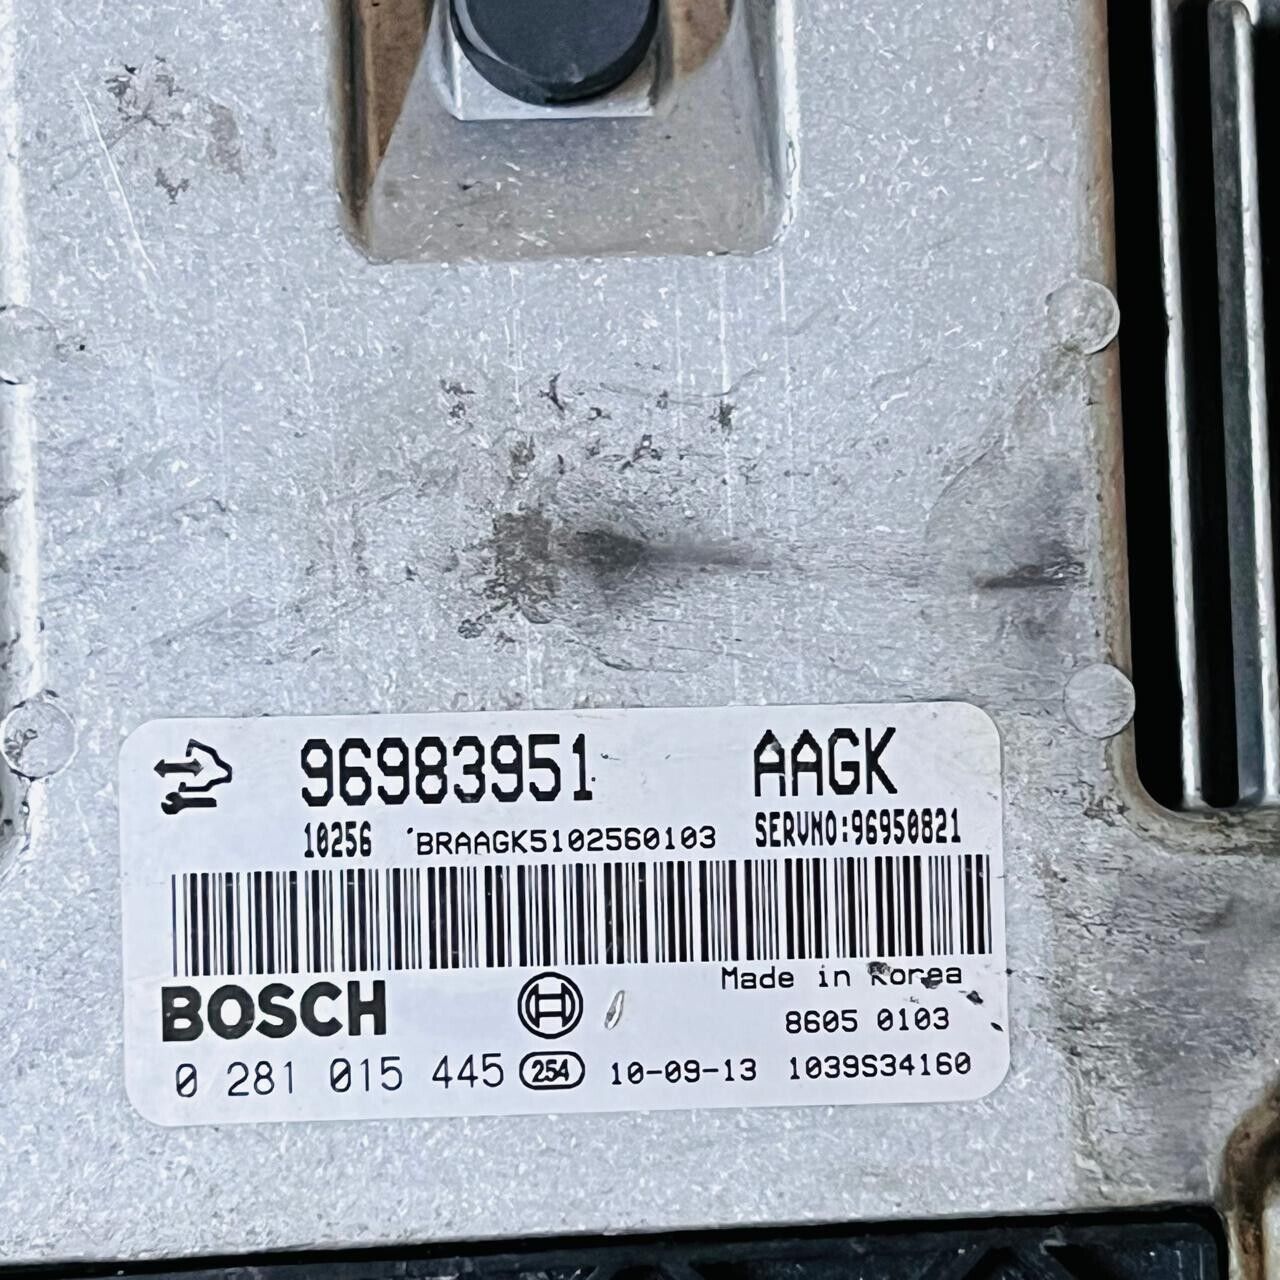 96983951 AAGK
10256 BRAAGK5102560103 SERVNO:96950821
Made in Korea
BOSCH
8605 0103
0 281 015 445 254 10-09-13 1039S34160